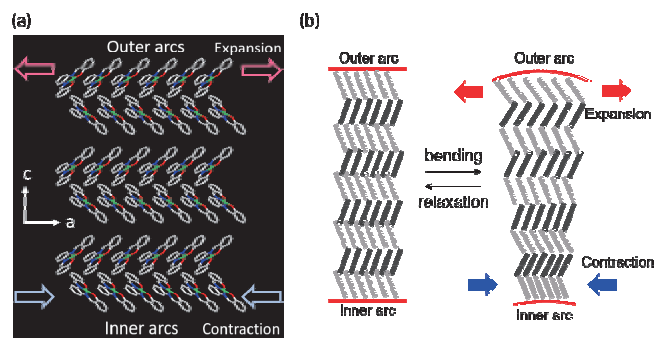 (a)
Outer arcs
Expansion
c
a
Inner arcs
Contraction
(b)
Outer arc
Outer arc
Expansion
bending
relaxation
Contraction
Inner arc
Inner arc